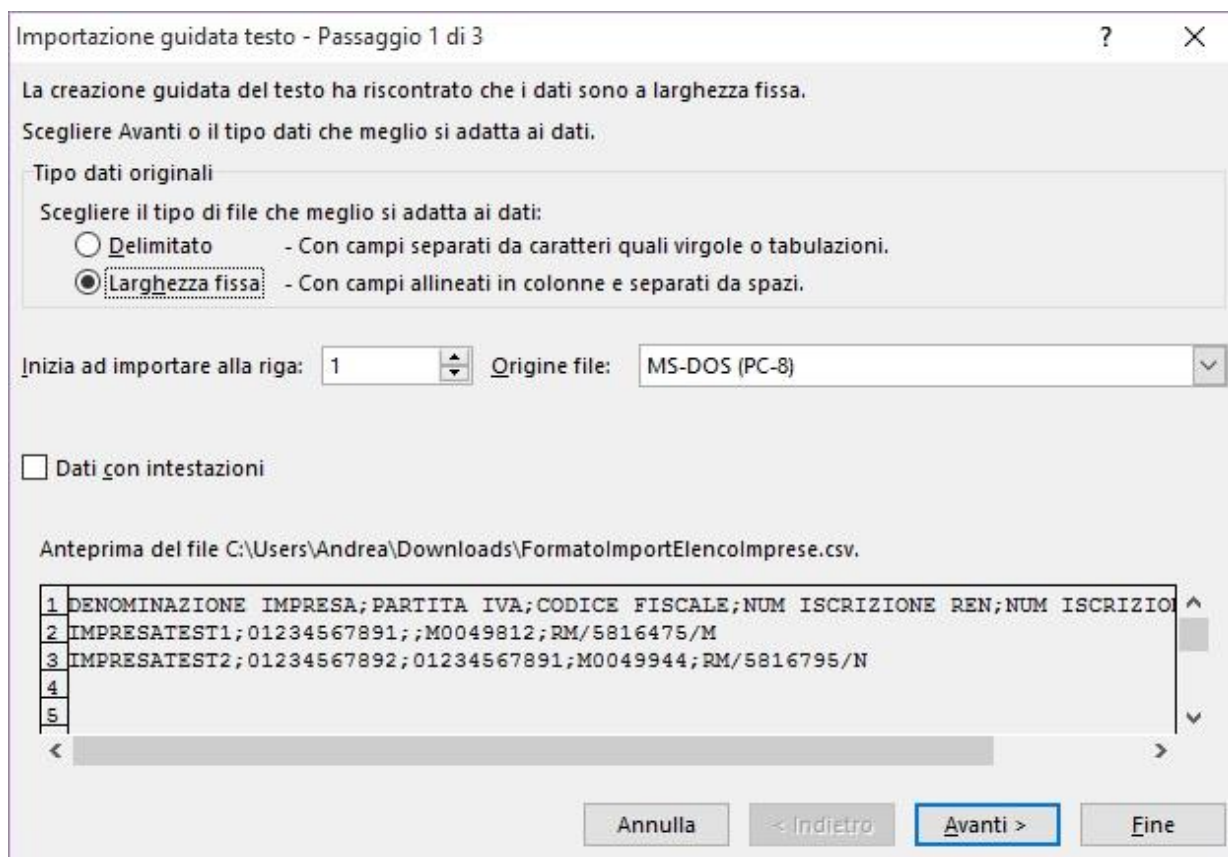 Importazione guidata testo - Passaggio 1 di 3 ? X
La creazione guidata del testo ha riscontrato che i dati sono a larghezza fissa.
Scegliere Avanti o il tipo dati che meglio si adatta ai dati.
Tipo dati originali
Scegliere il tipo di file che meglio si adatta ai dati:
Delimitato - Con campi separati da caratteri quali virgole o tabulazioni.
Larghezza fissa - Con campi allineati in colonne e separati da spazi.
Inizia ad importare alla riga: 1 Origine file: MS-DOS (PC-8)
Dati con intestazioni
Anteprima del file C:\Users\Andrea\Downloads\FormatoImportElencoImprese.csv.
1 DENOMINAZIONE IMPRESA;PARTITA IVA;CODICE FISCALE;NUM ISCRIZIONE REN;NUM ISCRIZIO
2 IMPRESATEST1;01234567891;;M0049812;RM/5816475/M
3 IMPRESATEST2;01234567892;01234567891;M0049944;RM/5816795/N
4
5
Annulla < Indietro Avanti > Fine